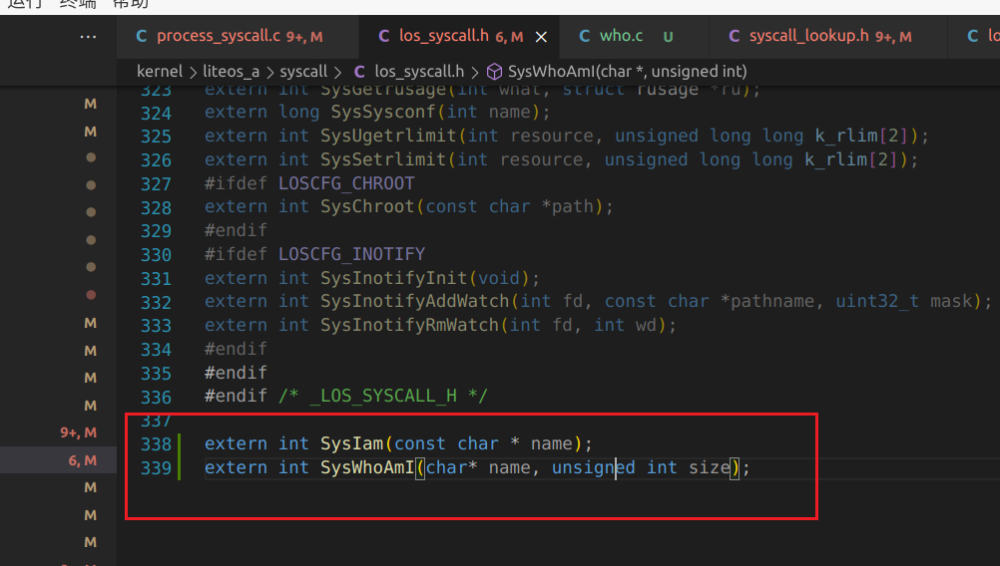 运行 终端 帮助
··· process_syscall.c 9+, M los_syscall.h 6, M × who.c U syscall_lookup.h 9+, M
kernel > liteos_a > syscall > C los_syscall.h > SysWhoAmI(char *, unsigned int)
323 extern int SysGetrusage(int what, struct rusage *ru);
M 324 extern long SysSysconf(int name);
M 325 extern int SysUgetrlimit(int resource, unsigned long long k_rlim[2]);
326 extern int SysSetrlimit(int resource, unsigned long long k_rlim[2]);
327 #ifdef LOSCFG_CHROOT
328 extern int SysChroot(const char *path);
329 #endif
330 #ifdef LOSCFG_INOTIFY
331 extern int SysInotifyInit(void);
332 extern int SysInotifyAddWatch(int fd, const char *pathname, uint32_t mask);
M 333 extern int SysInotifyRmWatch(int fd, int wd);
M 334 #endif
M 335 #endif
M 336 #endif /* _LOS_SYSCALL_H */
9+, M 337
338 extern int SysIam(const char * name);
6, M 339 extern int SysWhoAmI(char* name, unsigned int size);
M
M
M